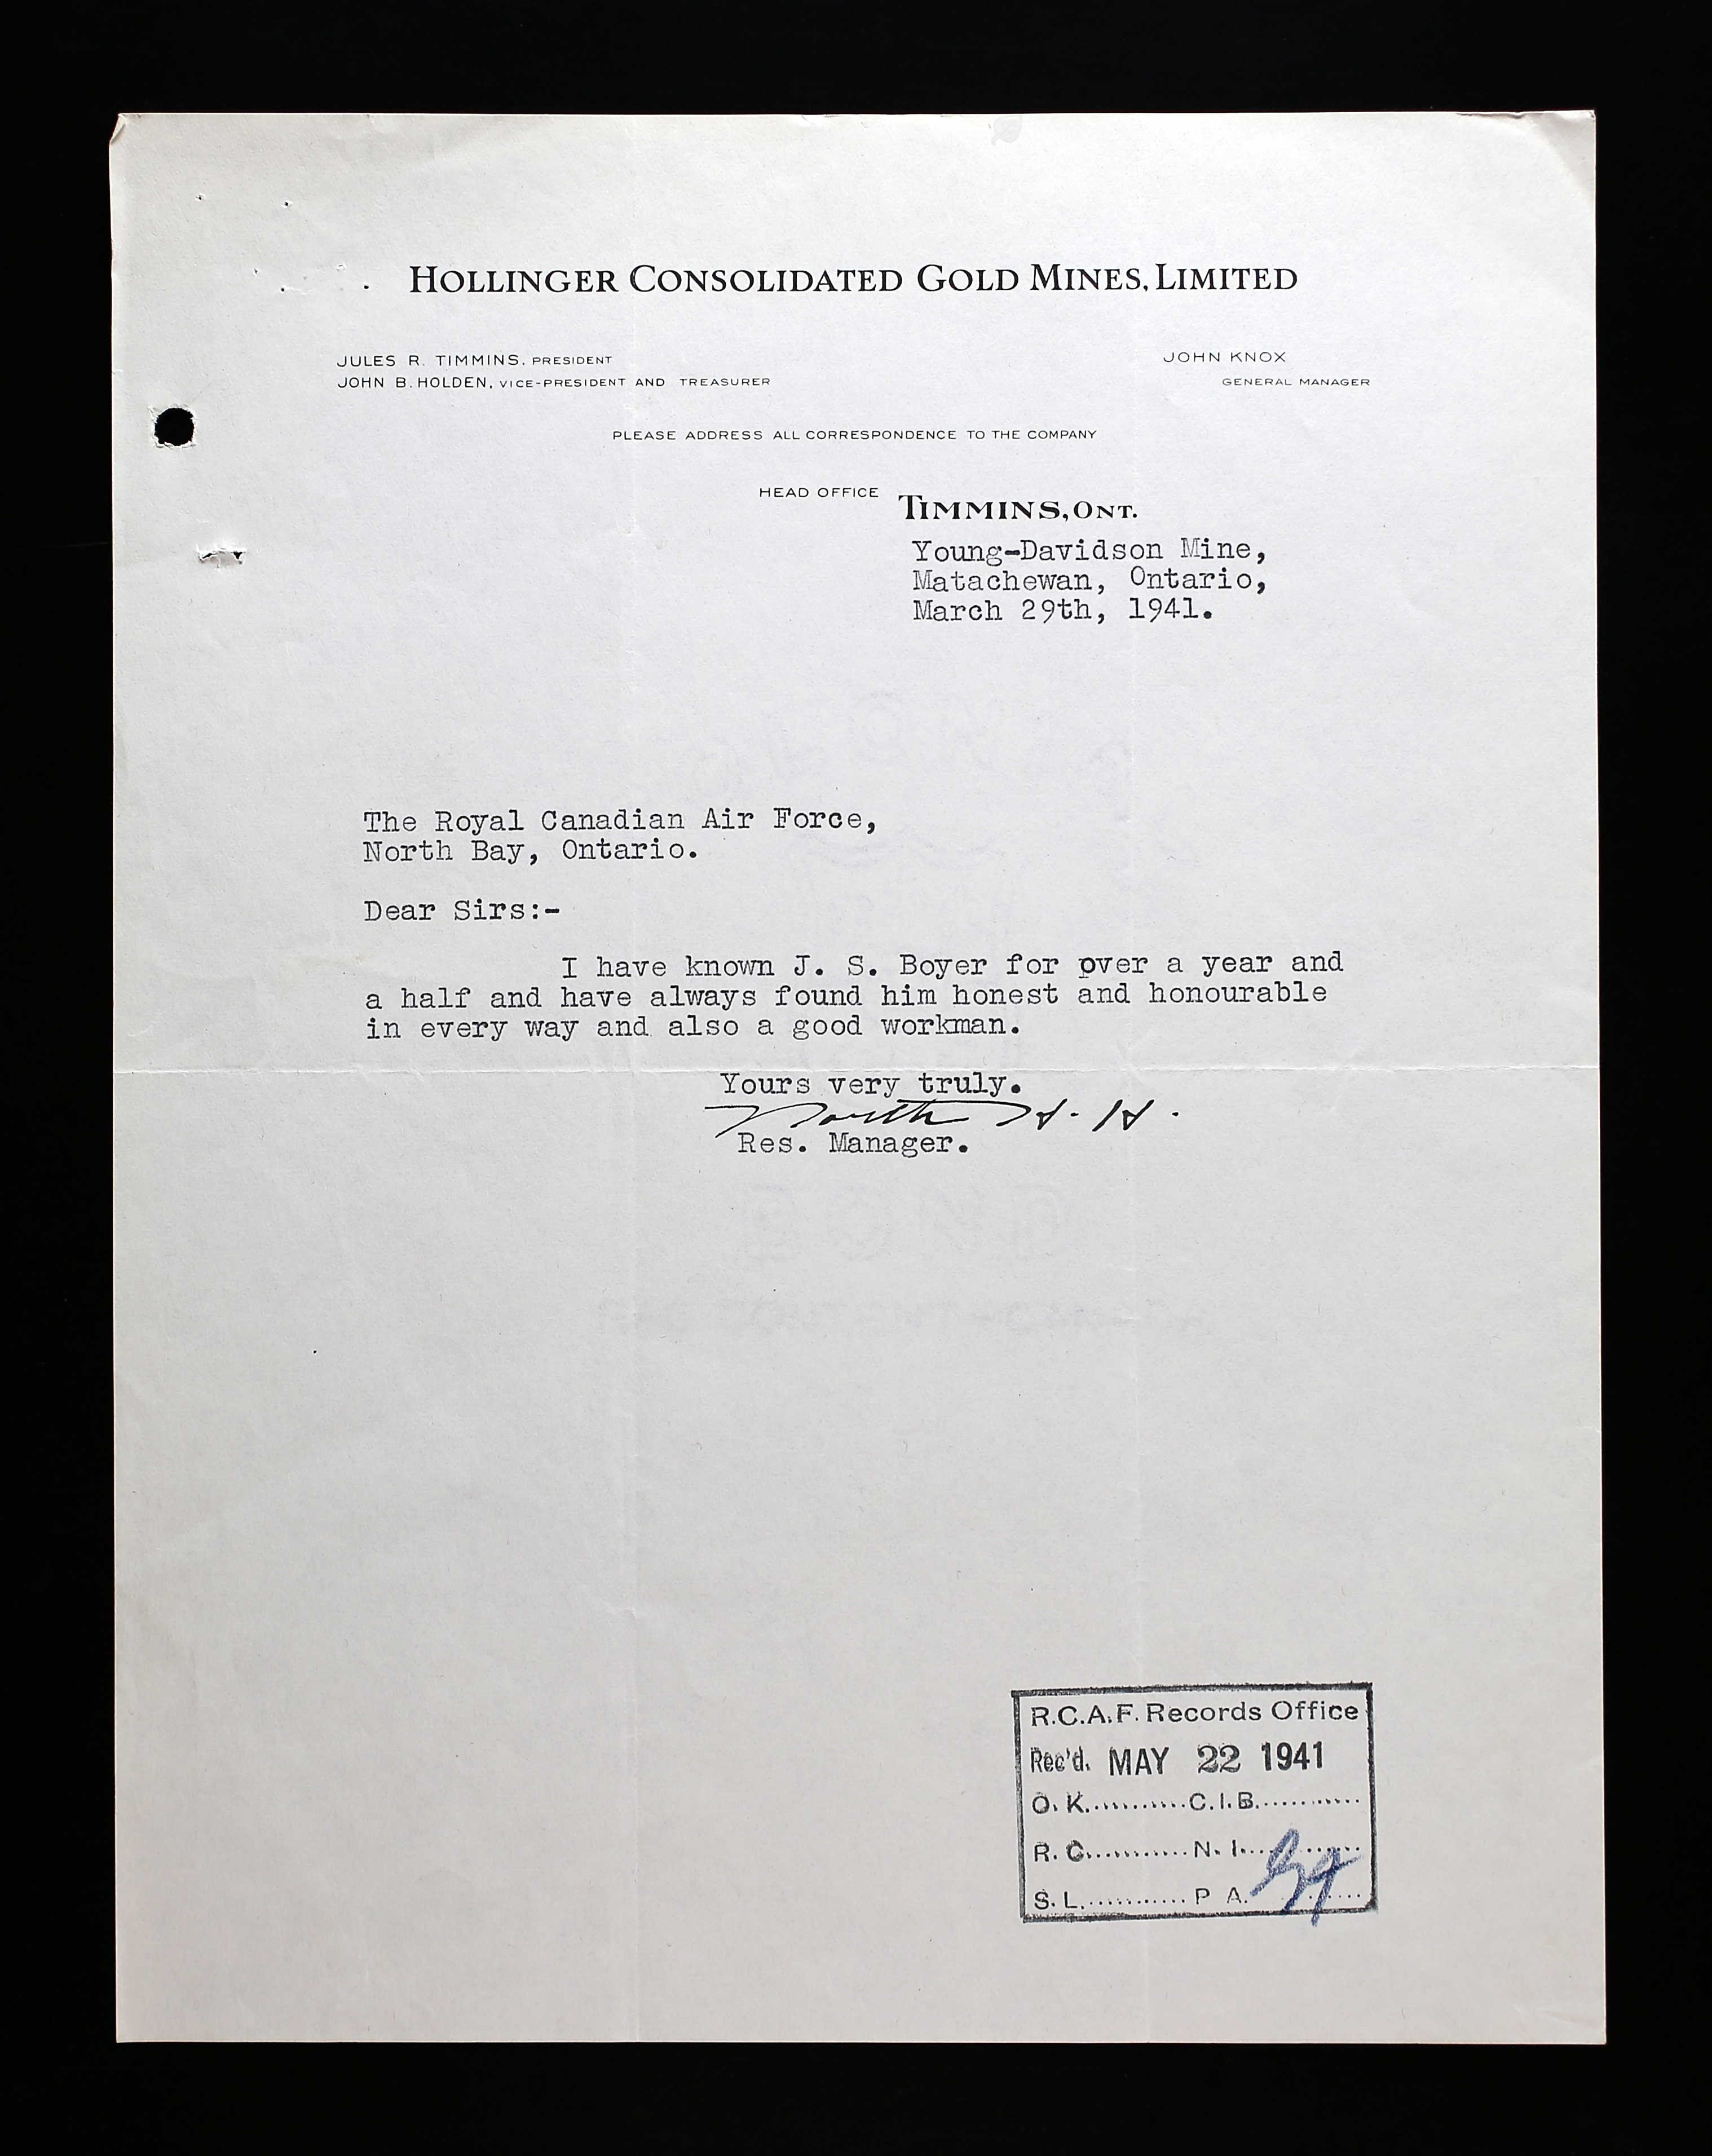 HOLLINGER CONSOLIDATED GOLD MINES, LIMITED
JULES R. TIMMINS, PRESIDENT
JOHN B. HOLDEN, VICE-PRESIDENT AND TREASURER
JOHN KNOX
GENERAL MANAGER
PLEASE ADDRESS ALL CORRESPONDENCE TO THE COMPANY
HEAD OFFICE
TIMMINS, ONT.
Young-Davidson Mine,
Matachewan, Ontario,
March 29th, 1941.
The Royal Canadian Air Force,
North Bay, Ontario.
Dear Sirs:-
I have known J. S. Boyer for over a year and
a half and have always found him honest and honourable
in every way and also a good workman.
Yours very truly.
Res. Manager.
R.C.A.F. Records Office
Rec'd. MAY 22 1941
O.K...........C.I.B...........
R.C...........N.I...........
S.L...........P A...........